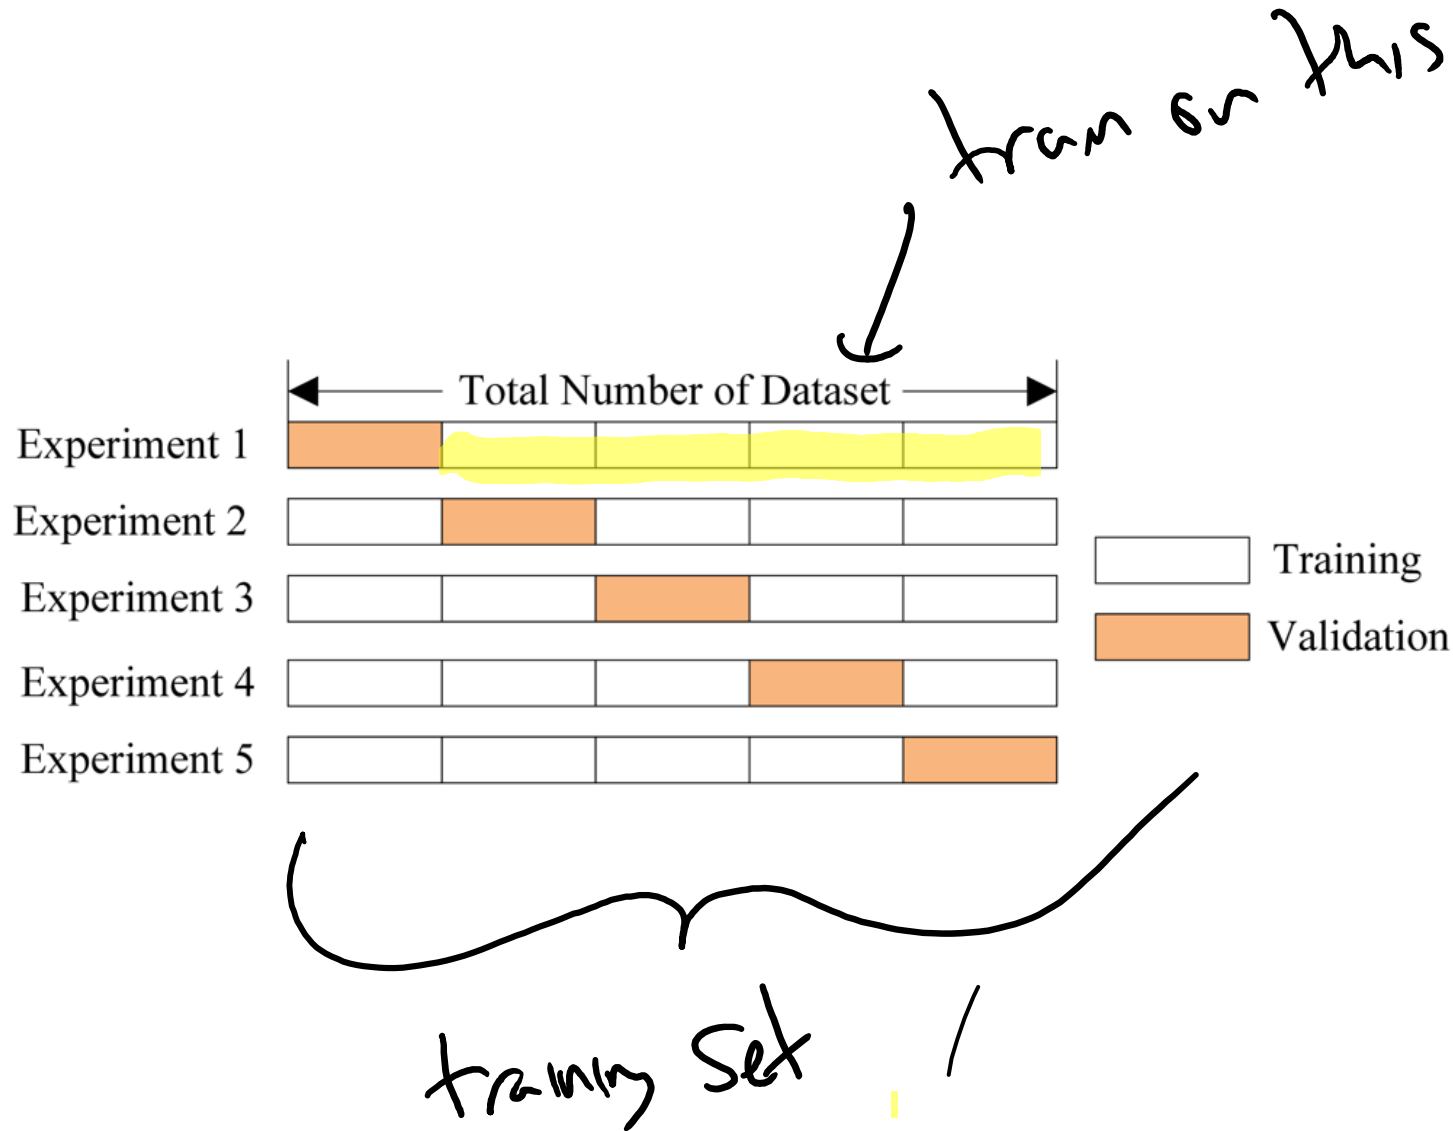 train on this
Total Number of Dataset
Experiment 1
Experiment 2
Training
Experiment 3
Validation
Experiment 4
Experiment 5
training set